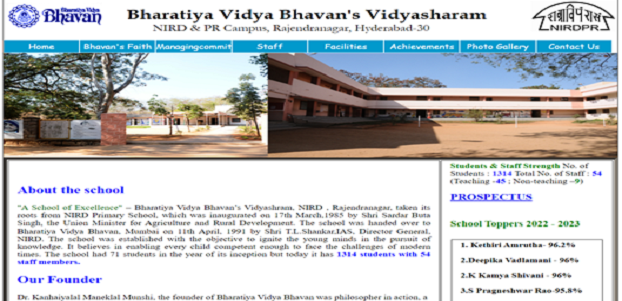 Bharatiya Vidya Bhavan
Bharatiya Vidya Bhavan's Vidyasharam
NIRD & PR Campus, Rajendranagar, Hyderabad-30
NIRDPR
Home Bhavan's Faith Managingcommit Staff Facilities Achievements Photo Gallery Contact Us
About the school
"A School of Excellence" – Bharatiya Vidya Bhavan's Vidyashram, NIRD , Rajendranagar, taken its
roots from NIRD Primary School, which was inaugurated on 17th March,1985 by Shri Sardar Buta
Singh, the Union Minister for Agriculture and Rural Development. The school was handed over to
Bharatiya Vidya Bhavan, Mumbai on 11th April, 1991 by Shri T.L.Shankar,IAS, Director General,
NIRD. The school was established with the objective to ignite the young minds in the pursuit of
knowledge. It believes in enabling every child competent enough to face the challenges of modern
times. The school had 71 students in the year of its inception but today it has 1314 students with 54
staff members.
Our Founder
Dr. Kanhaiyalal Maneklal Munshi, the founder of Bharatiya Vidya Bhavan was philosopher in action, a
Students & Staff Strength No. of
Students : 1314 Total No. of Staff : 54
(Teaching -45 ; Non-teaching -9)
PROSPECTUS
School Toppers 2022 - 2023
1. Kethiri Amrutha- 96.2%
2.Deepika Vadlamani - 96%
2.K Kamya Shivani - 96%
3.S Pragneshwar Rao-95.8%